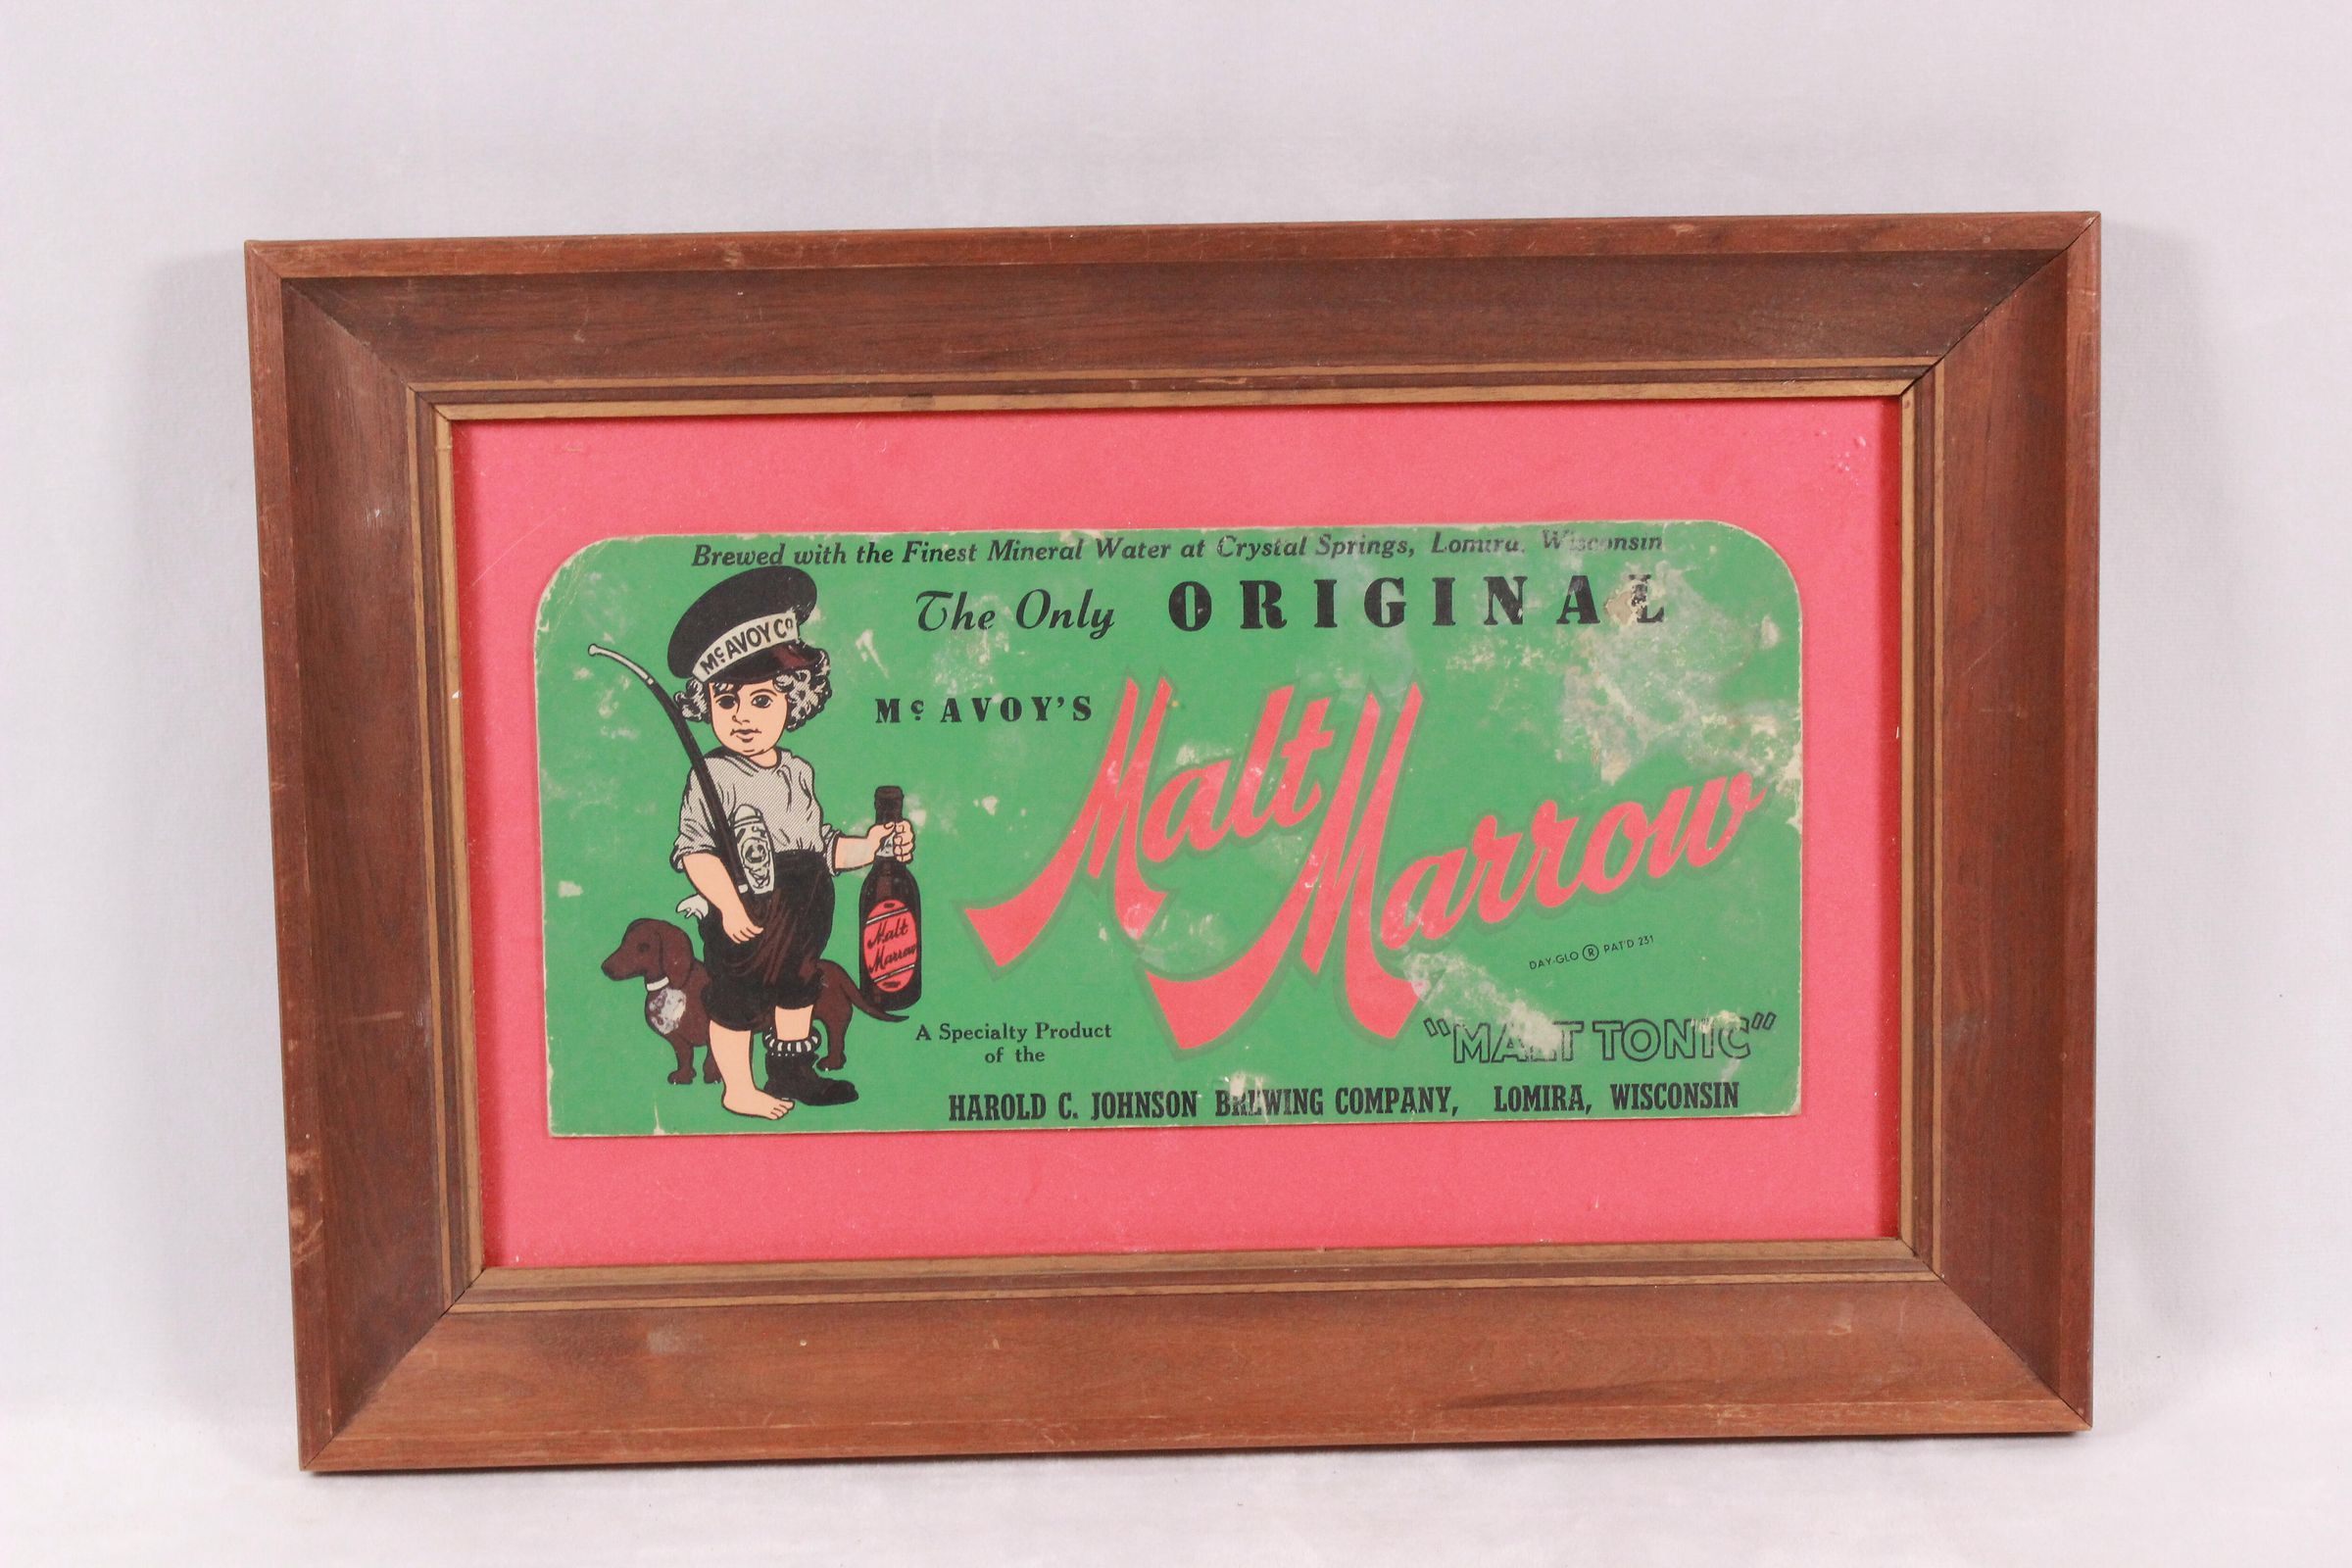 Brewed with the Finest Mineral Water at Crystal Springs, Lomira, Wisconsin
The Only ORIGINAL
McAVOY Co
McAVOY'S
Malt Marrow
Malt
Marrow
DAY-GLO ® PAT'D 231
A Specialty Product
of the
"MALT TONIC"
HAROLD C. JOHNSON BREWING COMPANY, LOMIRA, WISCONSIN